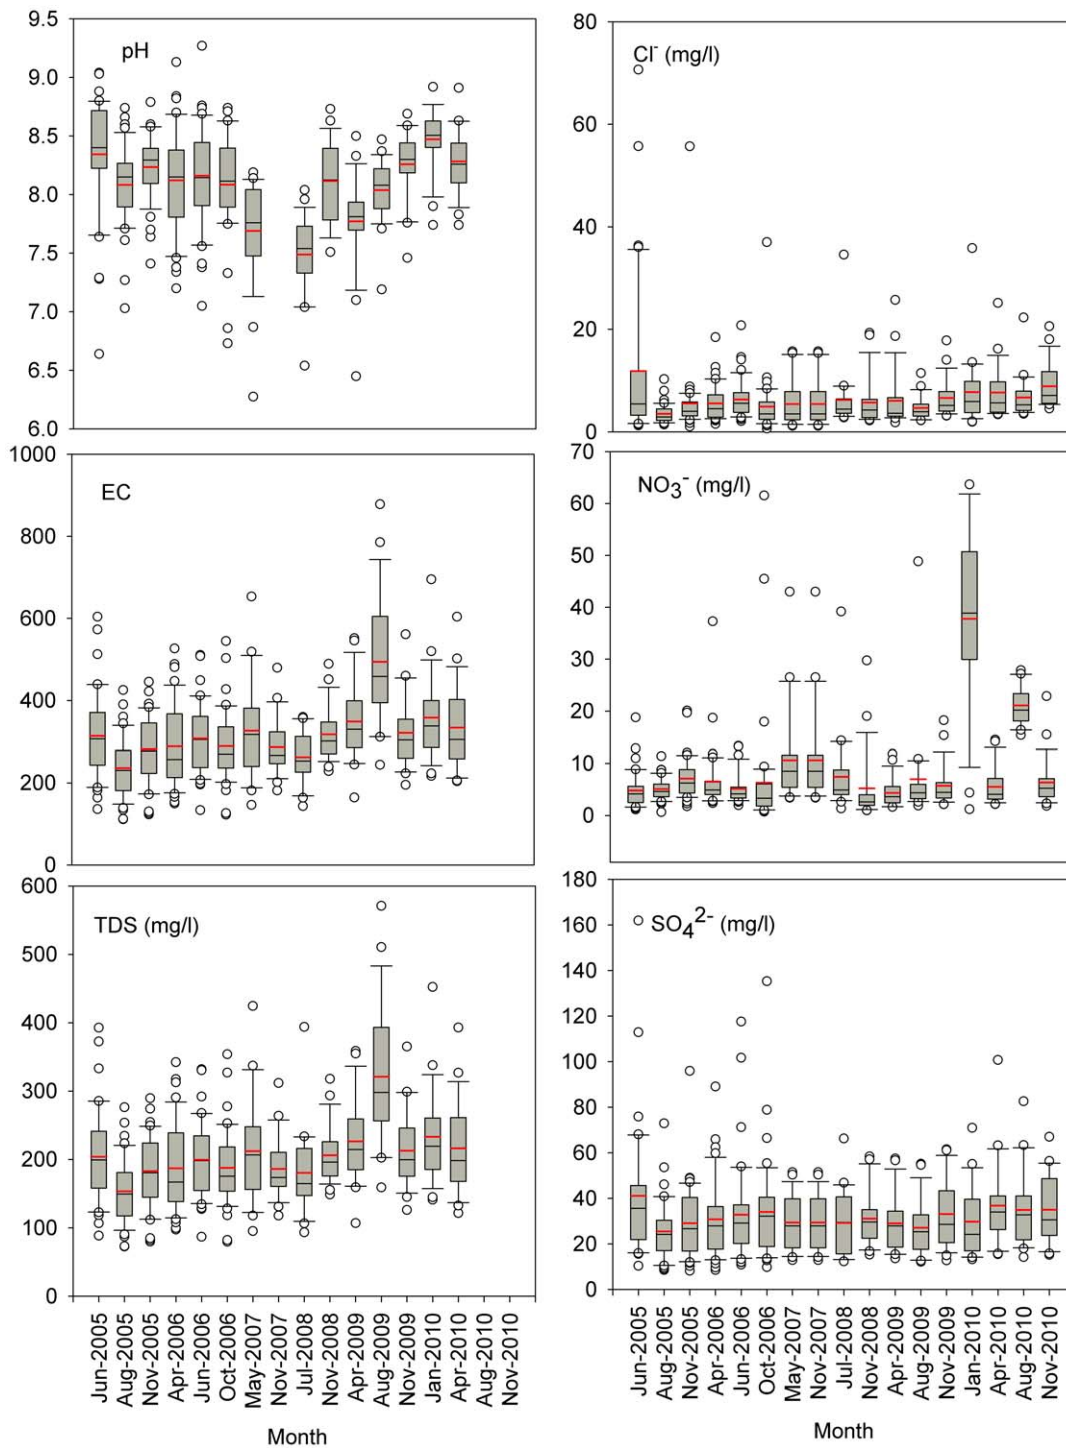 pH
9.5
9.0
8.5
8.0
7.5
7.0
6.5
6.0
Cl- (mg/l)
80
60
40
20
0
EC
1000
800
600
400
200
0
NO3- (mg/l)
70
60
50
40
30
20
10
0
TDS (mg/l)
600
500
400
300
200
100
0
SO4 2- (mg/l)
180
160
140
120
100
80
60
40
20
0
Jun-2005
Aug-2005
Nov-2005
Apr-2006
Jun-2006
Oct-2006
May-2007
Nov-2007
Jul-2008
Nov-2008
Apr-2009
Aug-2009
Nov-2009
Jan-2010
Apr-2010
Aug-2010
Nov-2010
Month
Jun-2005
Aug-2005
Nov-2005
Apr-2006
Jun-2006
Oct-2006
May-2007
Nov-2007
Jul-2008
Nov-2008
Apr-2009
Aug-2009
Nov-2009
Jan-2010
Apr-2010
Aug-2010
Nov-2010
Month